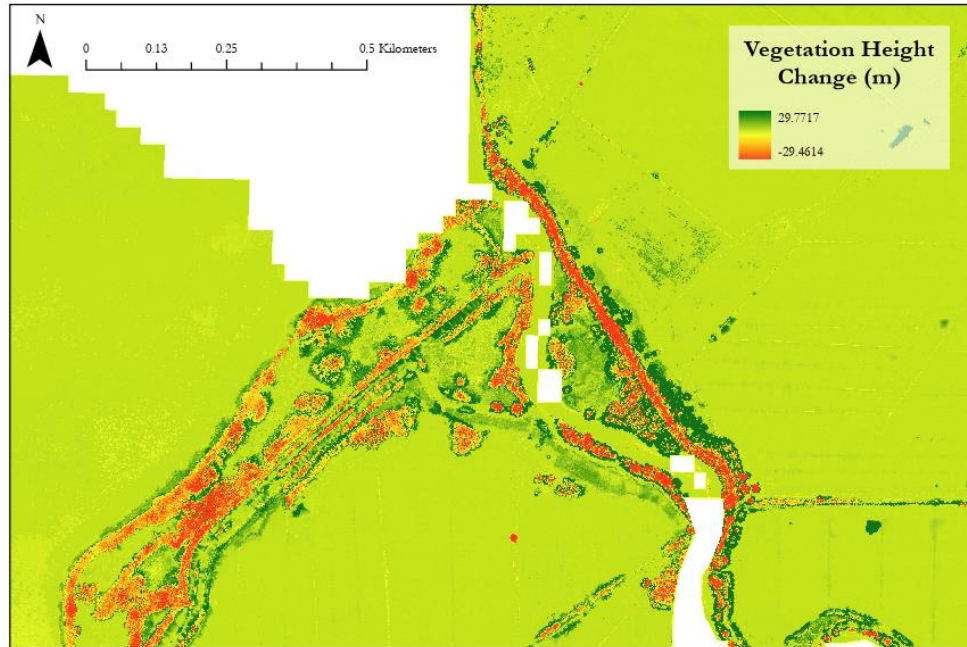 N
0 0.13 0.25 0.5 Kilometers
Vegetation Height
Change (m)
29.7717
-29.4614